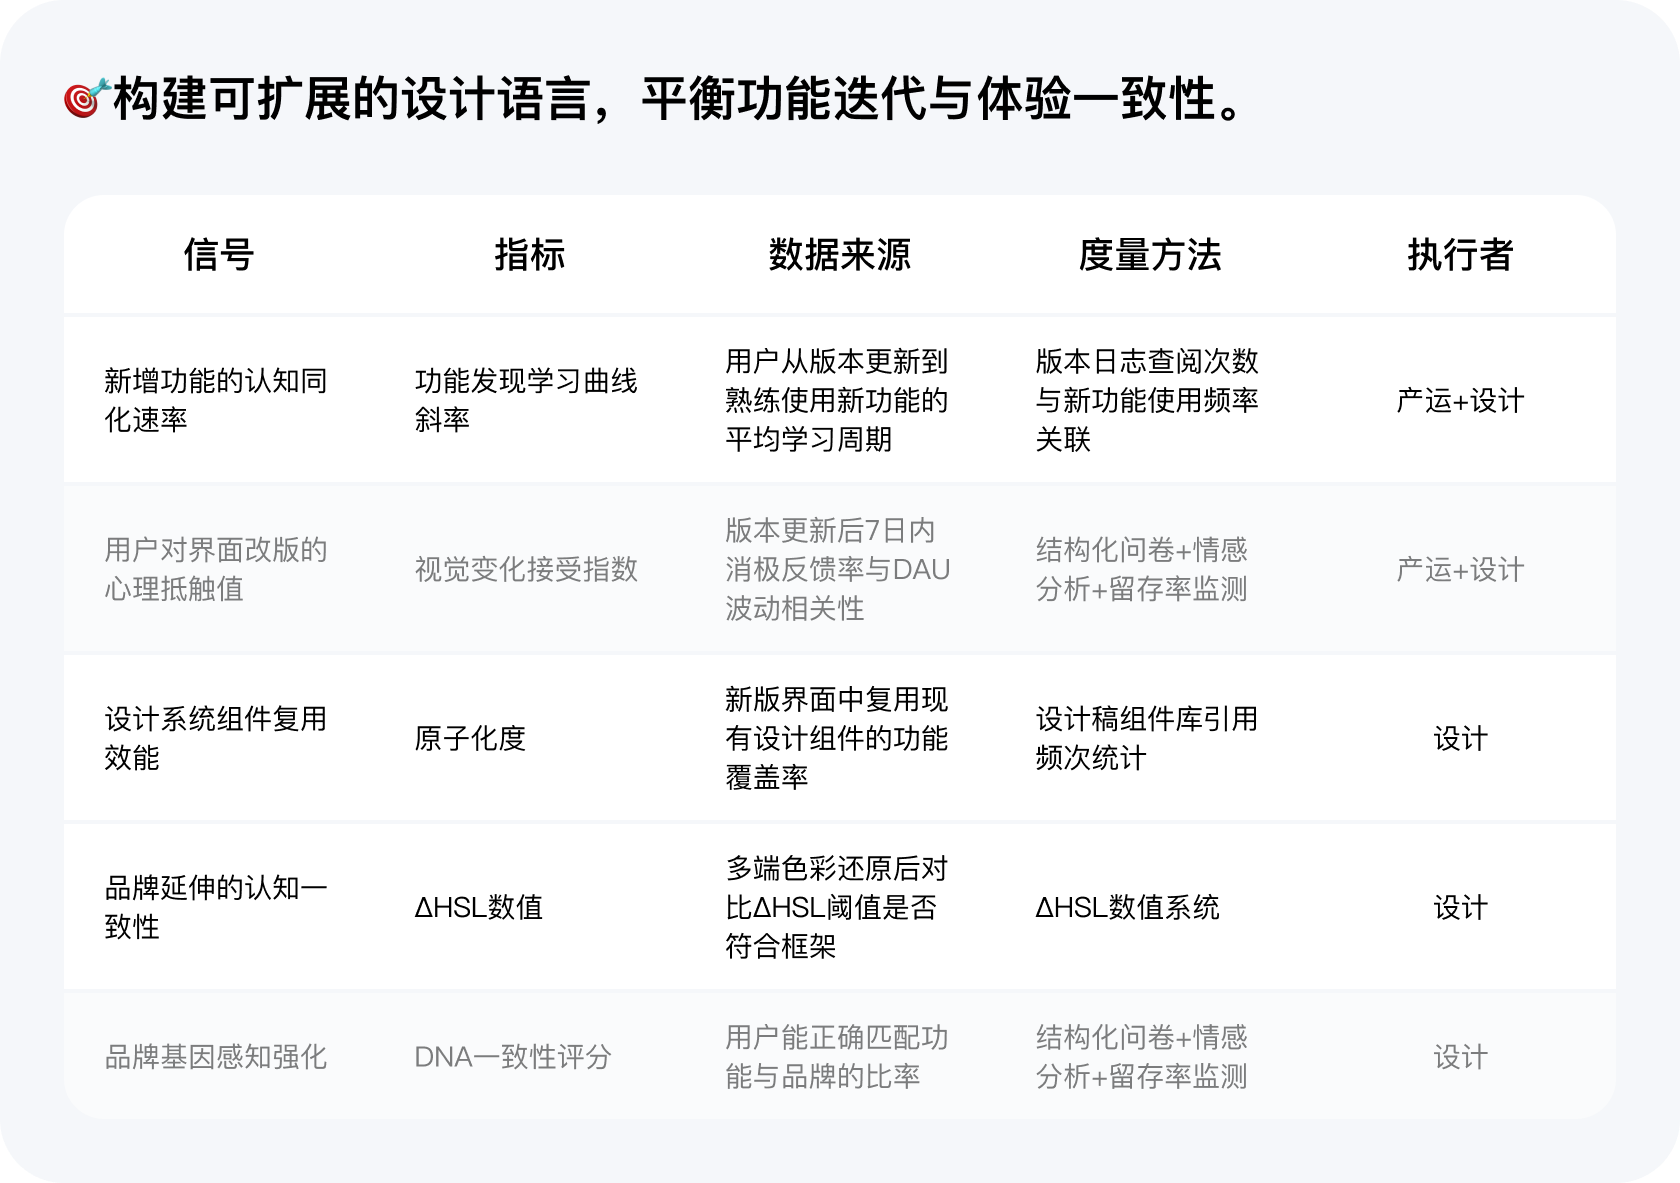 🎯构建可扩展的设计语言，平衡功能迭代与体验一致性。
信号 指标 数据来源 度量方法 执行者
新增功能的认知同
化速率
功能发现学习曲线
斜率
用户从版本更新到
熟练使用新功能的
平均学习周期
版本日志查阅次数
与新功能使用频率
关联
产运+设计
用户对界面改版的
心理抵触值
视觉变化接受指数
版本更新后7日内
消极反馈率与DAU
波动相关性
结构化问卷+情感
分析+留存率监测
产运+设计
设计系统组件复用
效能
原子化度
新版界面中复用现
有设计组件的功能
覆盖率
设计稿组件库引用
频次统计
设计
品牌延伸的认知一
致性
ΔHSL数值
多端色彩还原后对
比ΔHSL阈值是否
符合框架
ΔHSL数值系统
设计
品牌基因感知强化
DNA一致性评分
用户能正确匹配功
能与品牌的比率
结构化问卷+情感
分析+留存率监测
设计